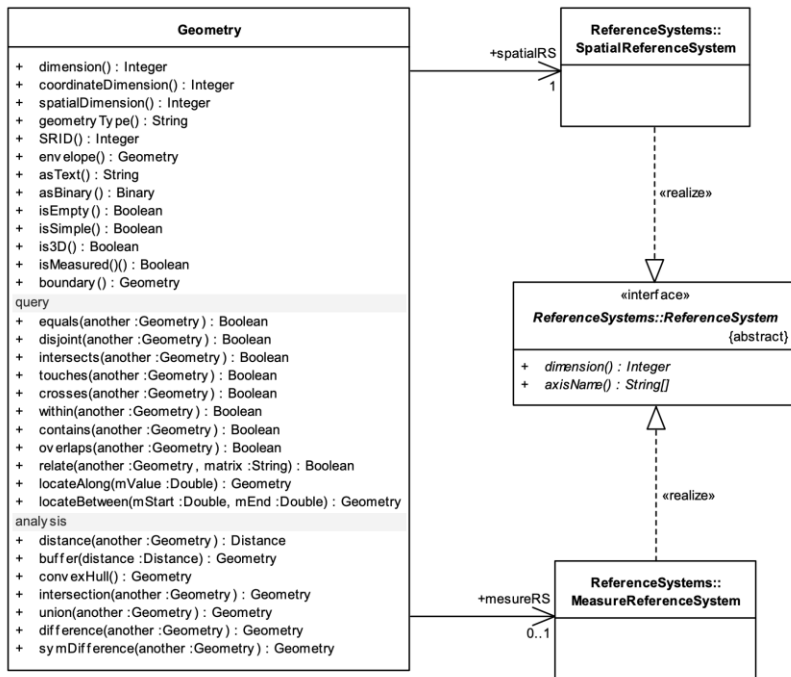 Geometry
+ dimension() : Integer
+ coordinateDimension() : Integer
+ spatialDimension() : Integer
+ geometryType() : String
+ SRID() : Integer
+ envelope() : Geometry
+ asText() : String
+ asBinary() : Binary
+ isEmpty() : Boolean
+ isSimple() : Boolean
+ is3D() : Boolean
+ isMeasured()() : Boolean
+ boundary() : Geometry
query
+ equals(another :Geometry) : Boolean
+ disjoint(another :Geometry) : Boolean
+ intersects(another :Geometry) : Boolean
+ touches(another :Geometry) : Boolean
+ crosses(another :Geometry) : Boolean
+ within(another :Geometry) : Boolean
+ contains(another :Geometry) : Boolean
+ overlaps(another :Geometry) : Boolean
+ relate(another :Geometry, matrix :String) : Boolean
+ locateAlong(mValue :Double) : Geometry
+ locateBetween(mStart :Double, mEnd :Double) : Geometry
analysis
+ distance(another :Geometry) : Distance
+ buffer(distance :Distance) : Geometry
+ convexHull() : Geometry
+ intersection(another :Geometry) : Geometry
+ union(another :Geometry) : Geometry
+ difference(another :Geometry) : Geometry
+ symDifference(another :Geometry) : Geometry
+spatialRS
1
ReferenceSystems::
SpatialReferenceSystem
«realize»
«interface»
ReferenceSystems::ReferenceSystem
{abstract}
+ dimension() : Integer
+ axisName() : String[]
«realize»
+mesureRS
0..1
ReferenceSystems::
MeasureReferenceSystem